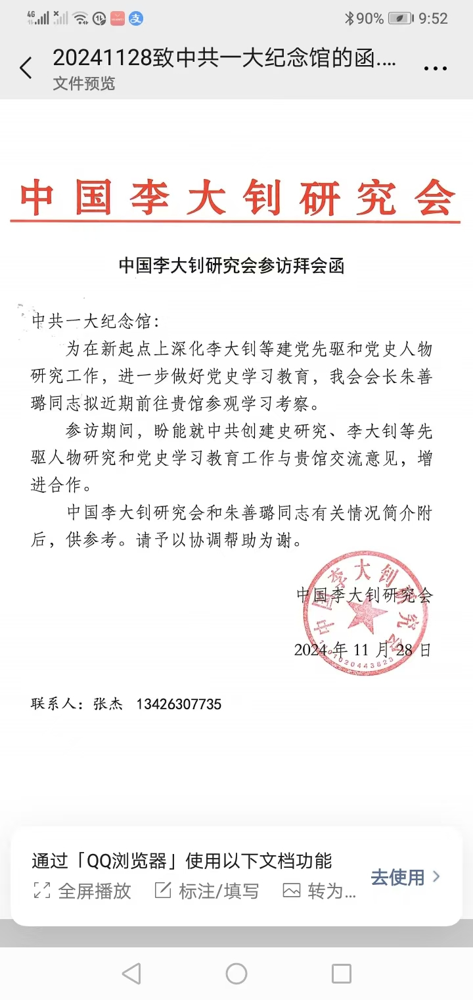 4G 90% 9:52
20241128致中共一大纪念馆的函....
文件预览
中国李大钊研究会
中国李大钊研究会参访拜会函
中共一大纪念馆：
为在新起点上深化李大钊等建党先驱和党史人物
研究工作，进一步做好党史学习教育，我会会长朱善
璐同志拟近期前往贵馆参观学习考察。
参访期间，盼能就中共创建史研究、李大钊等先
驱人物研究和党史学习教育工作与贵馆交流意见，增
进合作。
中国李大钊研究会和朱善璐同志有关情况简介附
后，供参考。请予以协调帮助为谢。
中国李大钊研究会
中国李大钊研究会
2024 年 11 月 28 日
联系人：张杰 13426307735
通过「QQ浏览器」使用以下文档功能
全屏播放 标注/填写 转为...
去使用